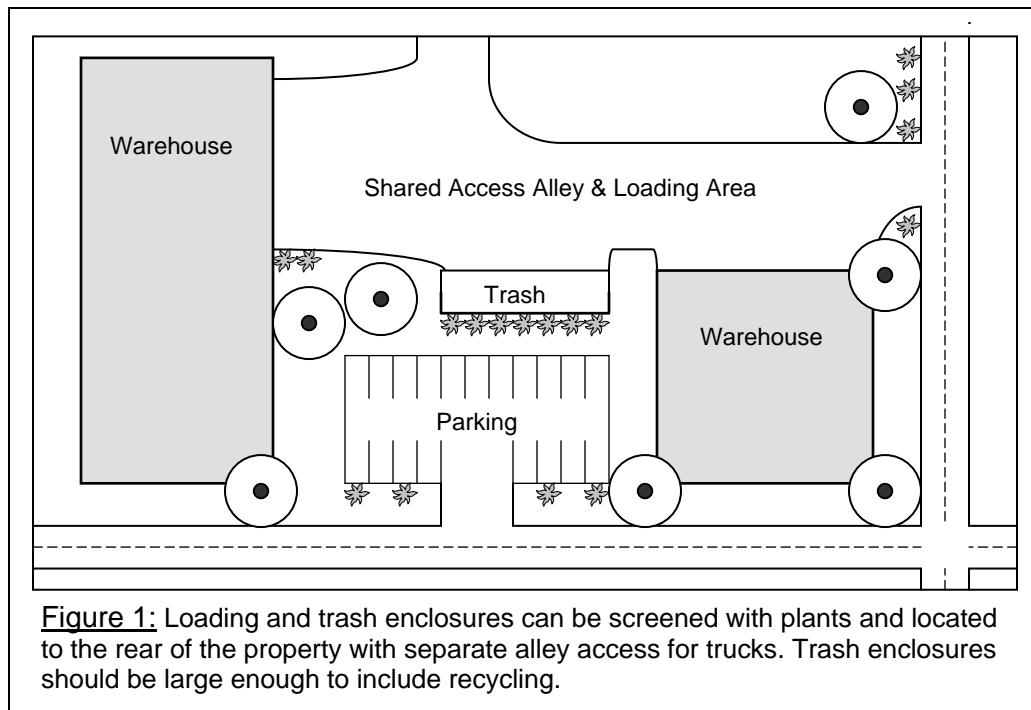 Warehouse
Shared Access Alley & Loading Area
Trash
Warehouse
Parking
Figure 1: Loading and trash enclosures can be screened with plants and located
to the rear of the property with separate alley access for trucks. Trash enclosures
should be large enough to include recycling.